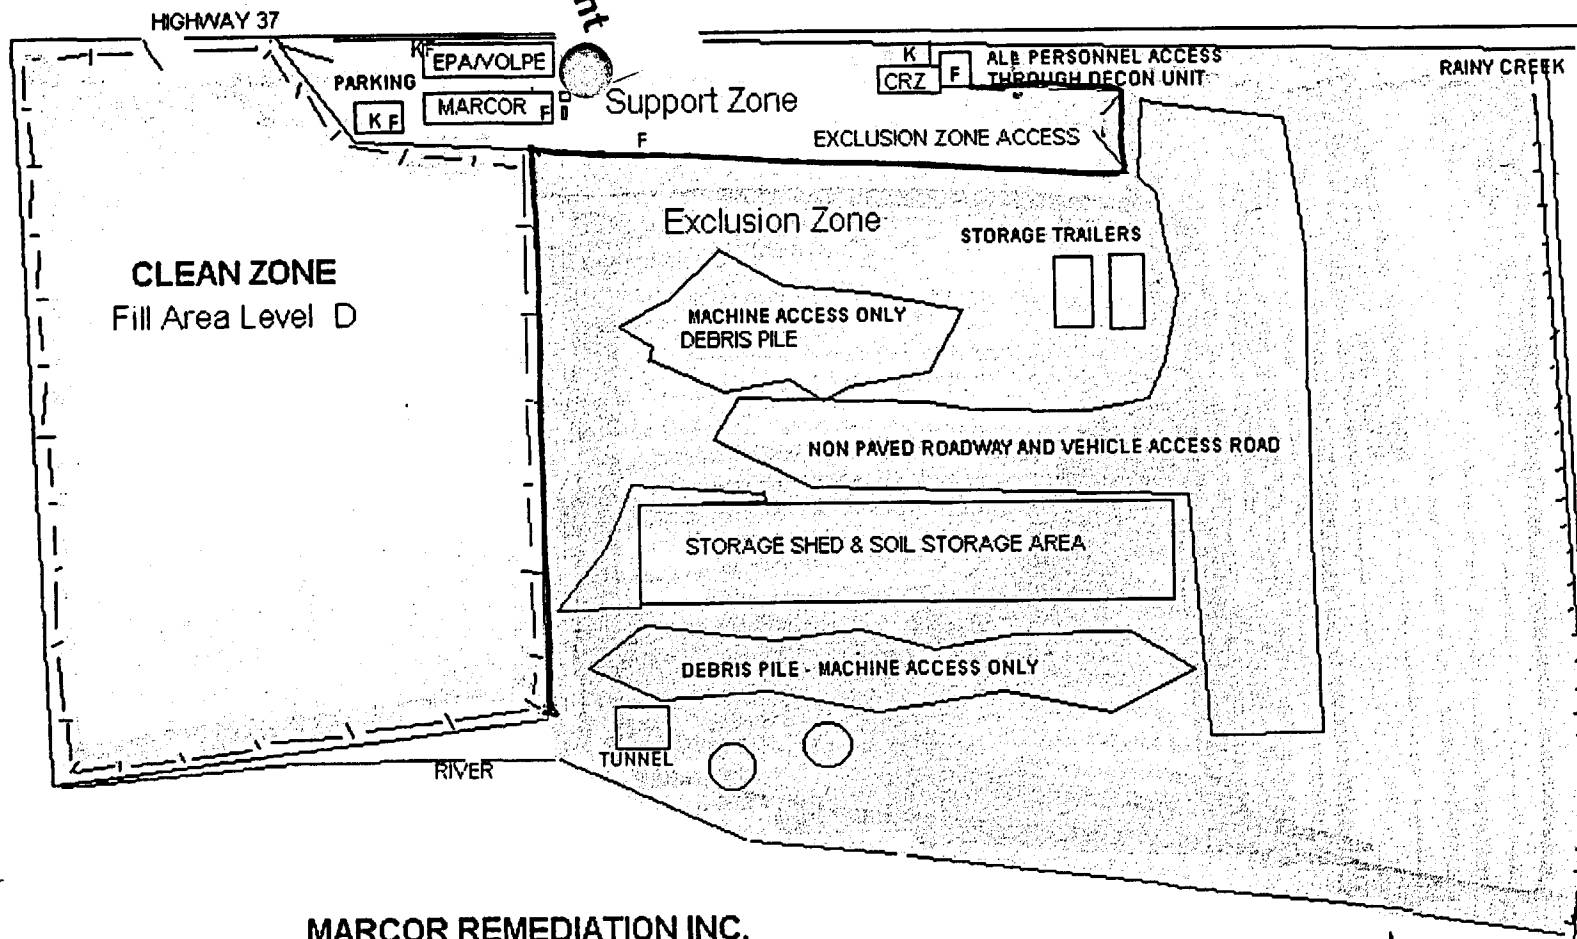 HIGHWAY 37
nt
KF
EPA/VOLPE
K
ALL PERSONNEL ACCESS
F
THROUGH DECON UNIT
CRZ
RAINY CREEK
PARKING
K F
MARCOR F
Support Zone
F
EXCLUSION ZONE ACCESS
Exclusion Zone
STORAGE TRAILERS
CLEAN ZONE
Fill Area Level D
MACHINE ACCESS ONLY
DEBRIS PILE
NON PAVED ROADWAY AND VEHICLE ACCESS ROAD
STORAGE SHED & SOIL STORAGE AREA
DEBRIS PILE - MACHINE ACCESS ONLY
TUNNEL
RIVER
MARCOR REMEDIATION INC.